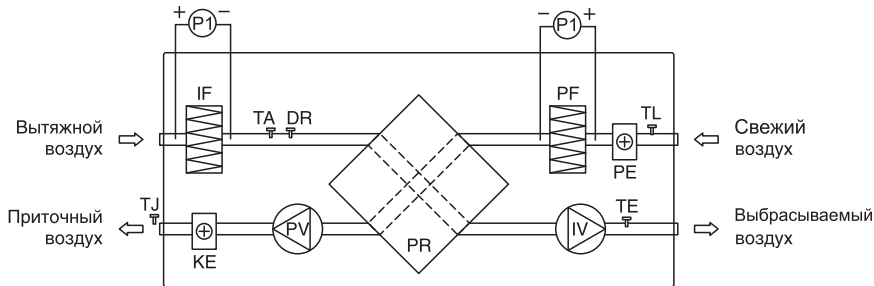 + P1 − − P1 +
IF PF
TA DR TL
Вытяжной
воздух
Свежий
воздух
PE
TJ TE
Приточный
воздух
PV PR IV
Выбрасываемый
воздух
KE